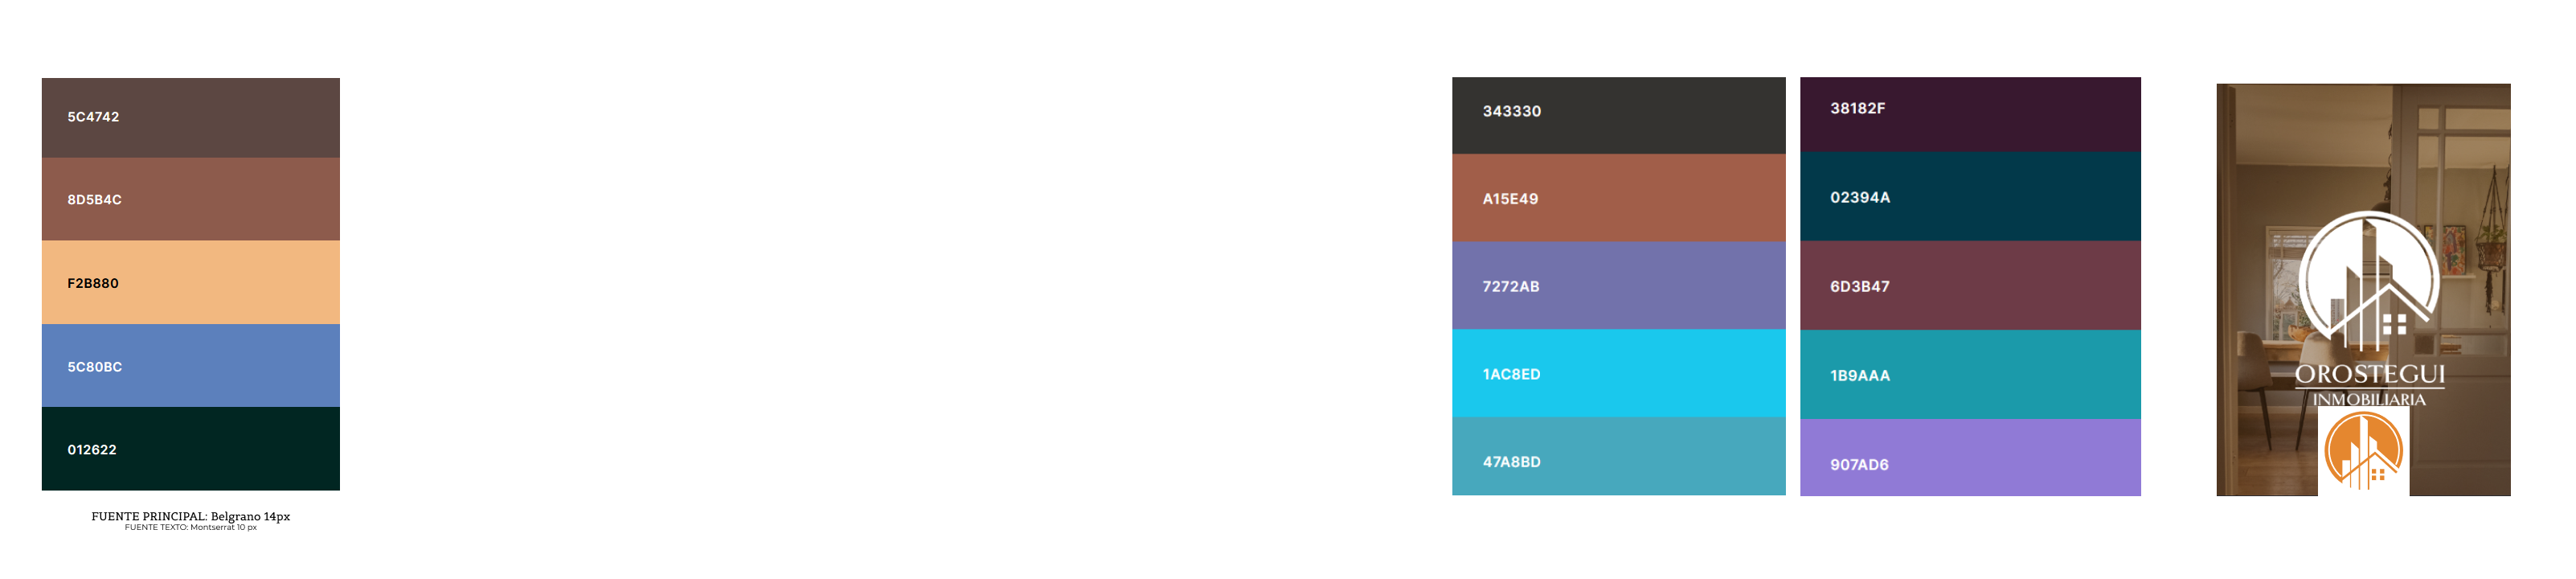 5C4742
8D5B4C
F2B880
5C80BC
012622
FUENTE PRINCIPAL: Belgrano 14px
FUENTE TEXTO: Montserrat 10 px
343330
A15E49
7272AB
1AC8ED
47A8BD
38182F
02394A
6D3B47
1B9AAA
907AD6
OROSTEGUI
INMOBILIARIA